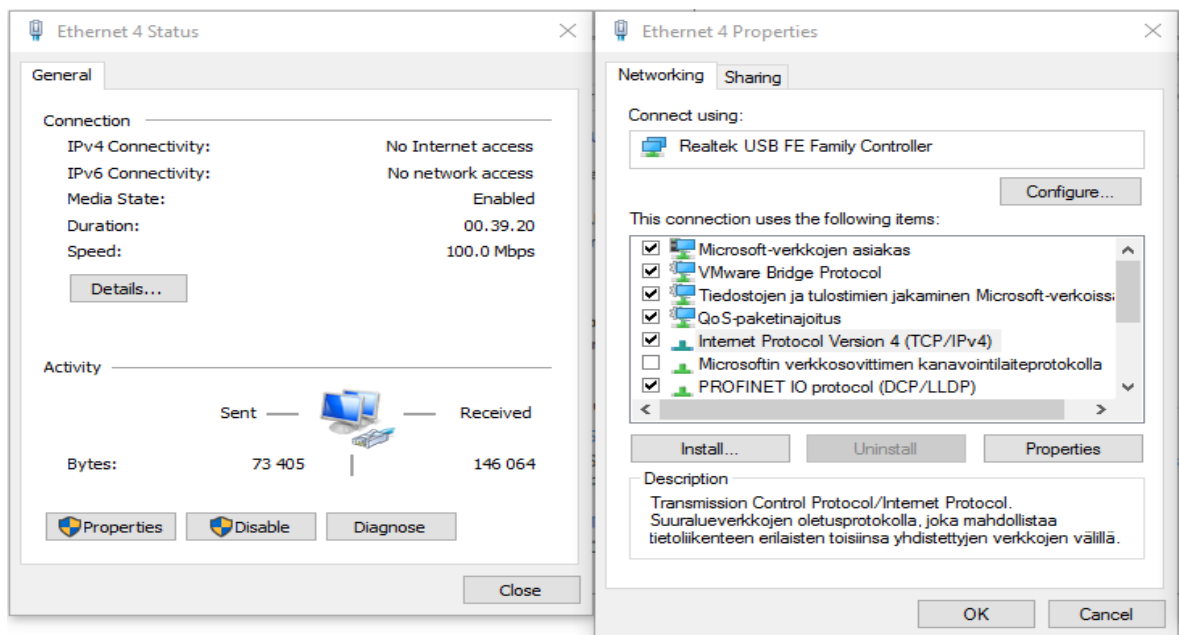 Ethernet 4 Status
General
Connection
IPv4 Connectivity: No Internet access
IPv6 Connectivity: No network access
Media State: Enabled
Duration: 00.39.20
Speed: 100.0 Mbps
Details...
Activity
Sent Received
Bytes: 73 405 146 064
Properties Disable Diagnose
Close
Ethernet 4 Properties
Networking Sharing
Connect using:
Realtek USB FE Family Controller
Configure...
This connection uses the following items:
Microsoft-verkkojen asiakas
VMware Bridge Protocol
Tiedostojen ja tulostimien jakaminen Microsoft-verkoiss
QoS-paketinajoitus
Internet Protocol Version 4 (TCP/IPv4)
Microsoftin verkkosovittimen kanavointilaiteprotokolla
PROFINET IO protocol (DCP/LLDP)
Install... Uninstall Properties
Description
Transmission Control Protocol/Internet Protocol.
Suuralueverkkojen oletusprotokolla, joka mahdollistaa
tietoliikenteen erilaisten toisiinsa yhdistettyjen verkkojen välillä.
OK Cancel